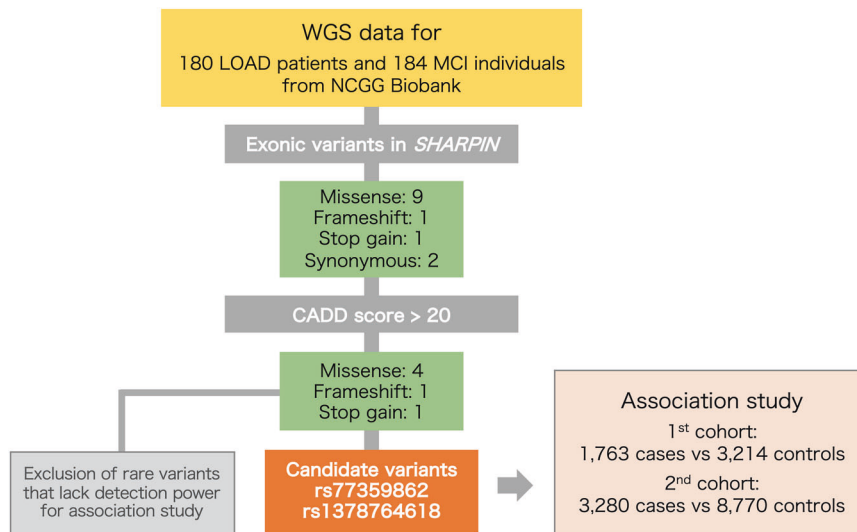 WGS data for
180 LOAD patients and 184 MCI individuals
from NCGG Biobank
Exonic variants in SHARPIN
Missense: 9
Frameshift: 1
Stop gain: 1
Synonymous: 2
CADD score > 20
Missense: 4
Frameshift: 1
Stop gain: 1
Exclusion of rare variants
that lack detection power
for association study
Candidate variants
rs77359862
rs1378764618
Association study
1st cohort:
1,763 cases vs 3,214 controls
2nd cohort:
3,280 cases vs 8,770 controls